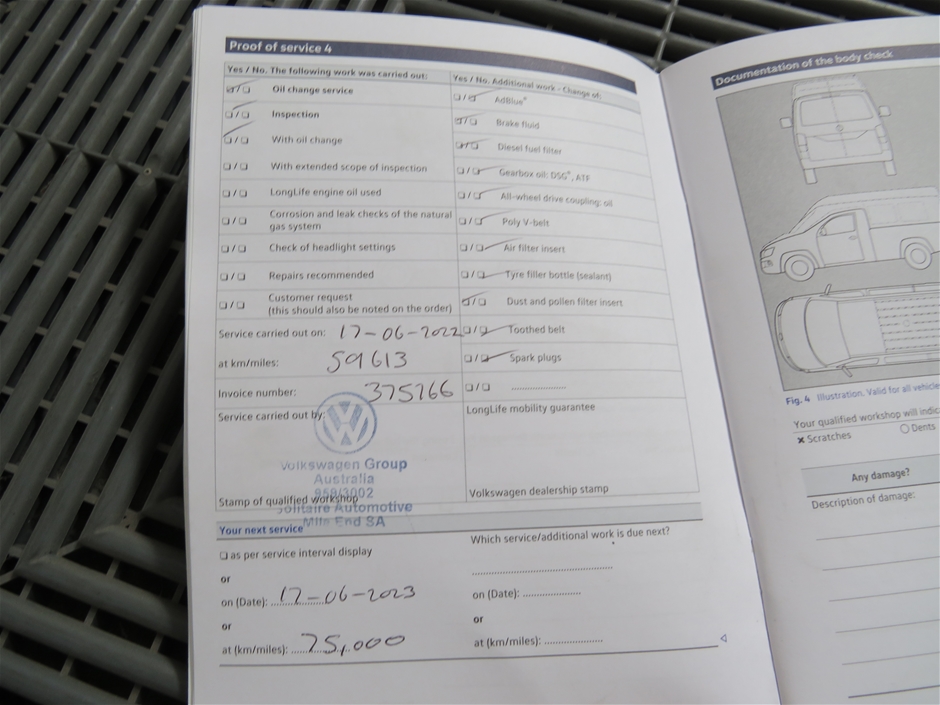 Proof of service 4
Yes / No. The following work was carried out:
Oil change service
Inspection
With oil change
With extended scope of inspection
LongLife engine oil used
Corrosion and leak checks of the natural
gas system
Check of headlight settings
Repairs recommended
Customer request
(this should also be noted on the order)
Service carried out on: 17-06-2022
at km/miles: 59613
Invoice number: 375766
Service carried out by:
Volkswagen Group
Australia
3002
Stamp of qualified workshop
Solitaire Automotive
Mile End SA
Yes / No. Additional work - Change of:
AdBlue®
Brake fluid
Diesel fuel filter
Gearbox oil: DSG®, ATF
All-wheel drive coupling: oil
Poly V-belt
Air filter insert
Tyre filler bottle (sealant)
Dust and pollen filter insert
Toothed belt
Spark plugs
LongLife mobility guarantee
Volkswagen dealership stamp
Your next service
as per service interval display
or
on (Date): 17-06-2023
or
at (km/miles): 75,000
Which service/additional work is due next?
on (Date):
or
at (km/miles):
Documentation of the body check
Fig. 4 Illustration. Valid for all vehicle
Your qualified workshop will indic
× Scratches
Dents
Any damage?
Description of damage: